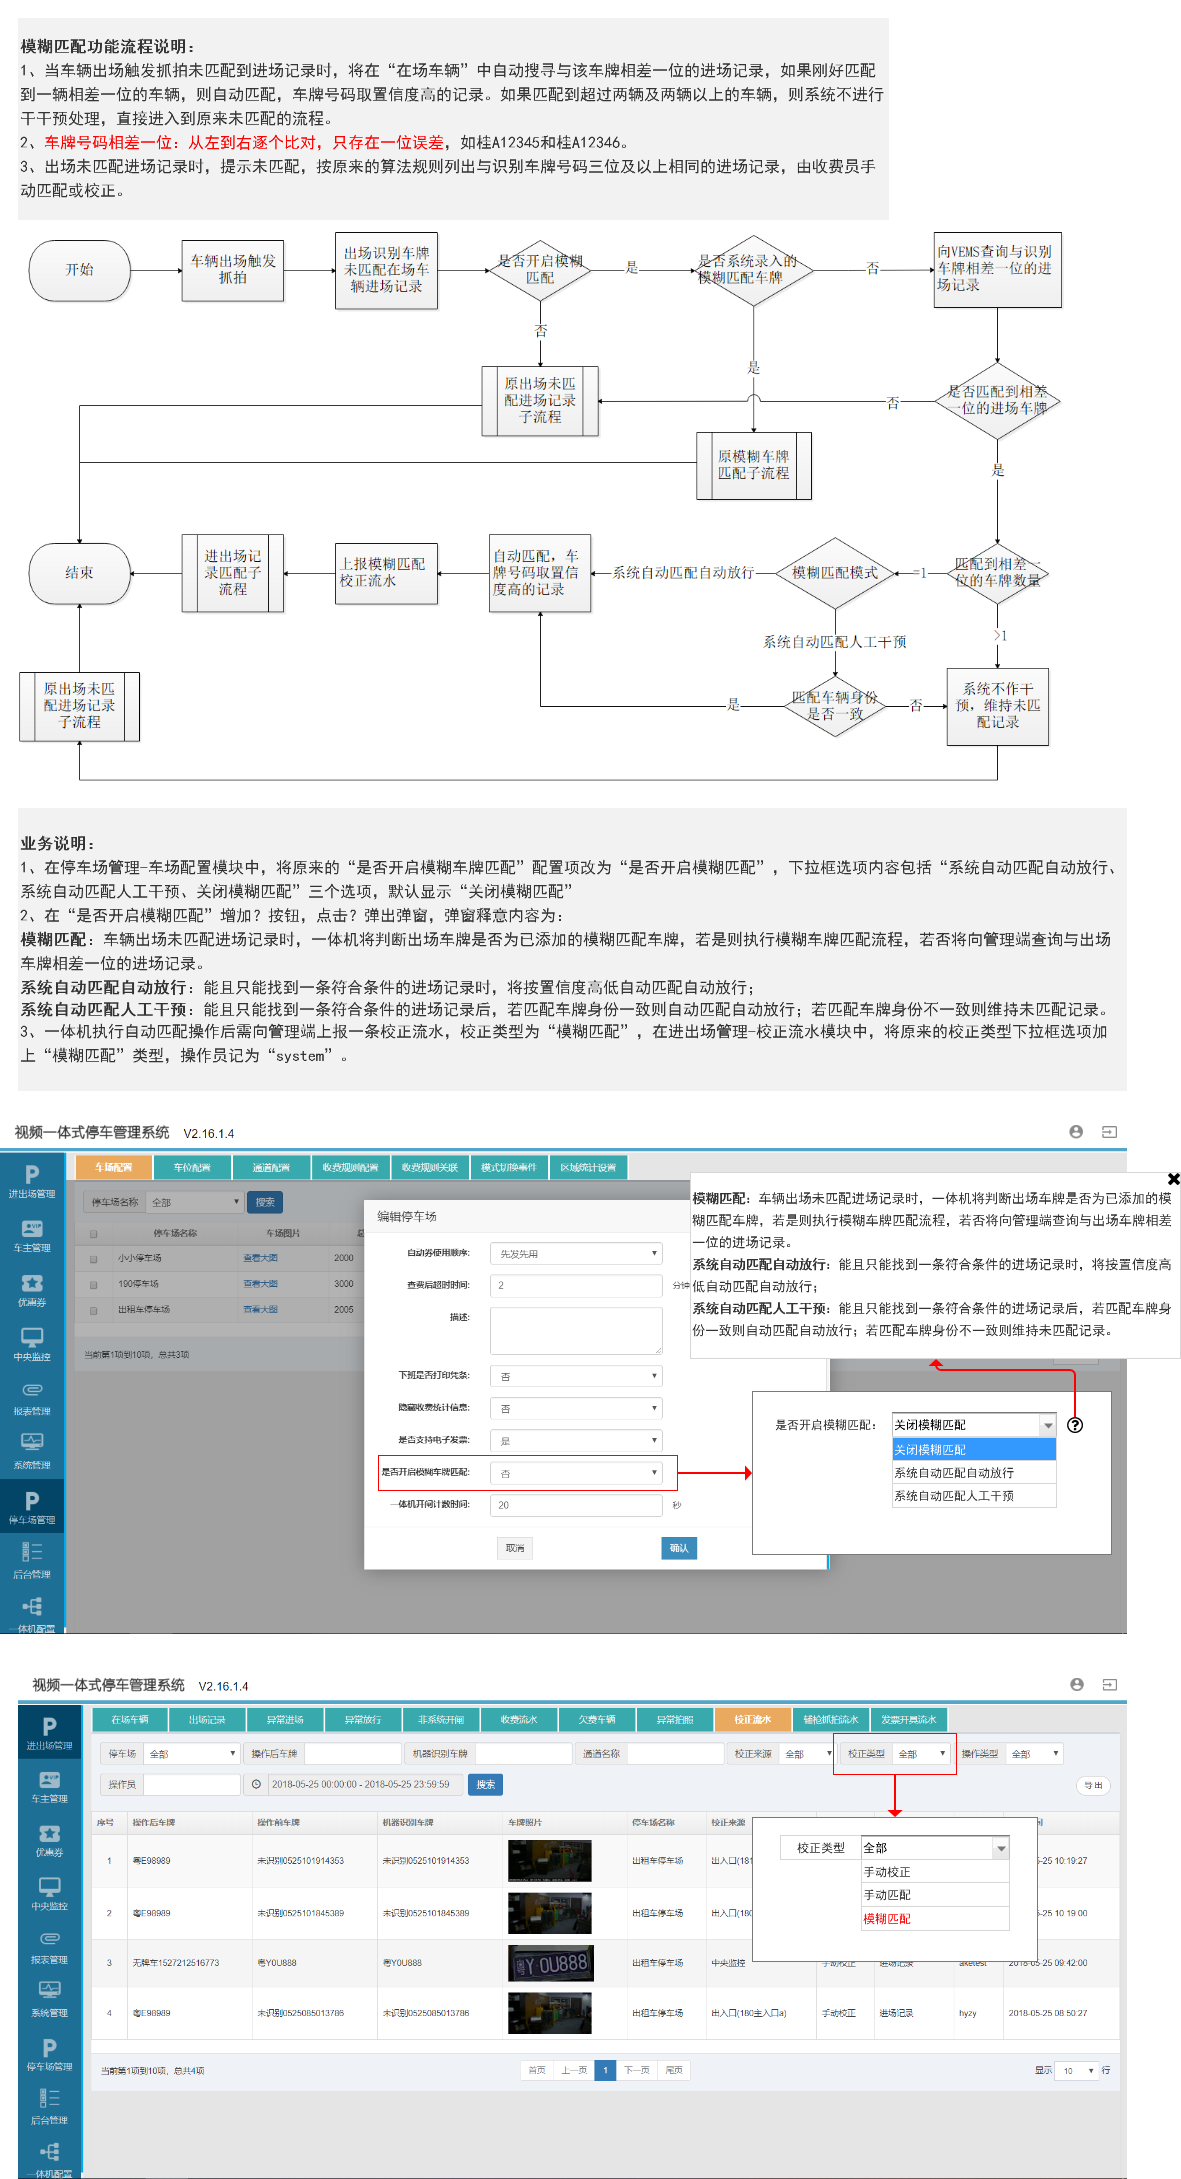 模糊匹配功能流程说明：
1、当车辆出场触发抓拍未匹配到进场记录时，将在“在场车辆”中自动搜寻与该车牌相差一位的进场记录，如果刚好匹配
到一辆相差一位的车辆，则自动匹配，车牌号码取置信度高的记录。如果匹配到超过两辆及两辆以上的车辆，则系统不进行
干干预处理，直接进入到原来未匹配的流程。
2、车牌号码相差一位：从左到右逐个比对，只存在一位误差，如桂A12345和桂A12346。
3、出场未匹配进场记录时，提示未匹配，按原来的算法规则列出与识别车牌号码三位及以上相同的进场记录，由收费员手
动匹配或校正。
开始
车辆出场触发
抓拍
出场识别车牌
未匹配在场车
辆进场记录
是否开启模糊
匹配
是
是否系统录入的
模糊匹配车牌
否
向VEMS查询与识别
车牌相差一位的进
场记录
否
是
原出场未匹
配进场记录
子流程
否
是否匹配到相差
一位的进场车牌
原模糊车牌
匹配子流程
是
结束
进出场记
录匹配子
流程
上报模糊匹配
校正流水
自动匹配，车
牌号码取置信
度高的记录
系统自动匹配自动放行
模糊匹配模式
=1
匹配到相差一
位的车牌数量
系统自动匹配人工干预
>1
原出场未匹
配进场记录
子流程
是
匹配车辆身份
是否一致
否
系统不作干
预，维持未匹
配记录
业务说明：
1、在停车场管理-车场配置模块中，将原来的“是否开启模糊车牌匹配”配置项改为“是否开启模糊匹配”，下拉框选项内容包括“系统自动匹配自动放行、
系统自动匹配人工干预、关闭模糊匹配”三个选项，默认显示“关闭模糊匹配”
2、在“是否开启模糊匹配”增加？按钮，点击？弹出弹窗，弹窗释意内容为：
模糊匹配：车辆出场未匹配进场记录时，一体机将判断出场车牌是否为已添加的模糊匹配车牌，若是则执行模糊车牌匹配流程，若否将向管理端查询与出场
车牌相差一位的进场记录。
系统自动匹配自动放行：能且只能找到一条符合条件的进场记录时，将按置信度高低自动匹配自动放行；
系统自动匹配人工干预：能且只能找到一条符合条件的进场记录后，若匹配车牌身份一致则自动匹配自动放行；若匹配车牌身份不一致则维持未匹配记录。
3、一体机执行自动匹配操作后需向管理端上报一条校正流水，校正类型为“模糊匹配”，在进出场管理-校正流水模块中，将原来的校正类型下拉框选项加
上“模糊匹配”类型，操作员记为“system”。
视频一体式停车管理系统 V2.16.1.4
进出场管理
车主管理
优惠券
中央监控
报表管理
系统管理
停车场管理
后台管理
一体机配置
车场配置 车位配置 通道配置 收费规则配置 收费规则关联 模式切换事件 区域统计设置
停车场名称 全部 搜索
停车场名称 车场图片
小小停车场 查看大图 2000
190停车场 查看大图 3000
出租车停车场 查看大图 2005
当前第1项到10项，总共3项
编辑停车场
自动券使用顺序: 先发先用
查费后超时时间: 2 分钟
描述:
下班是否打印凭条: 否
隐藏收费统计信息: 否
是否支持电子发票: 是
是否开启模糊车牌匹配: 否
一体机开闸计数时间: 20 秒
取消 确认
模糊匹配：车辆出场未匹配进场记录时，一体机将判断出场车牌是否为已添加的模
糊匹配车牌，若是则执行模糊车牌匹配流程，若否将向管理端查询与出场车牌相差
一位的进场记录。
系统自动匹配自动放行：能且只能找到一条符合条件的进场记录时，将按置信度高
低自动匹配自动放行；
系统自动匹配人工干预：能且只能找到一条符合条件的进场记录后，若匹配车牌身
份一致则自动匹配自动放行；若匹配车牌身份不一致则维持未匹配记录。
是否开启模糊匹配： 关闭模糊匹配
关闭模糊匹配
系统自动匹配自动放行
系统自动匹配人工干预
视频一体式停车管理系统 V2.16.1.4
进出场管理
车主管理
优惠券
中央监控
报表管理
系统管理
停车场管理
后台管理
一体机配置
在场车辆 出场记录 异常进场 异常放行 非系统开闸 收费流水 欠费车辆 异常拍照 校正流水 辅枪抓拍流水 发票开具流水
停车场 全部 操作后车牌 机器识别车牌 通道名称 校正来源 全部 校正类型 全部 操作类型 全部
操作员 2018-05-25 00:00:00 - 2018-05-25 23:59:59 搜索 导出
序号 操作后车牌 操作前车牌 机器识别车牌 车牌照片 停车场名称 校正来源
1 粤E98989 未识别0525101914353 未识别0525101914353 出租车停车场 出入口(181 5-25 10:19:27
2 粤E98989 未识别0525101845389 未识别0525101845389 出租车停车场 出入口(180 5-25 10:19:00
3 无牌车1527212516773 粤Y0U888 粤Y0U888 粤Y 0U888 出租车停车场 中央监控 手动校正 进场记录 aketest 2018-05-25 09:42:00
4 粤E98989 未识别0525085013786 未识别0525085013786 出租车停车场 出入口(180主入口a) 手动校正 进场记录 hyzy 2018-05-25 08:50:27
校正类型 全部
手动校正
手动匹配
模糊匹配
当前第1项到10项，总共4项 首页 上一页 1 下一页 尾页 显示 10 行